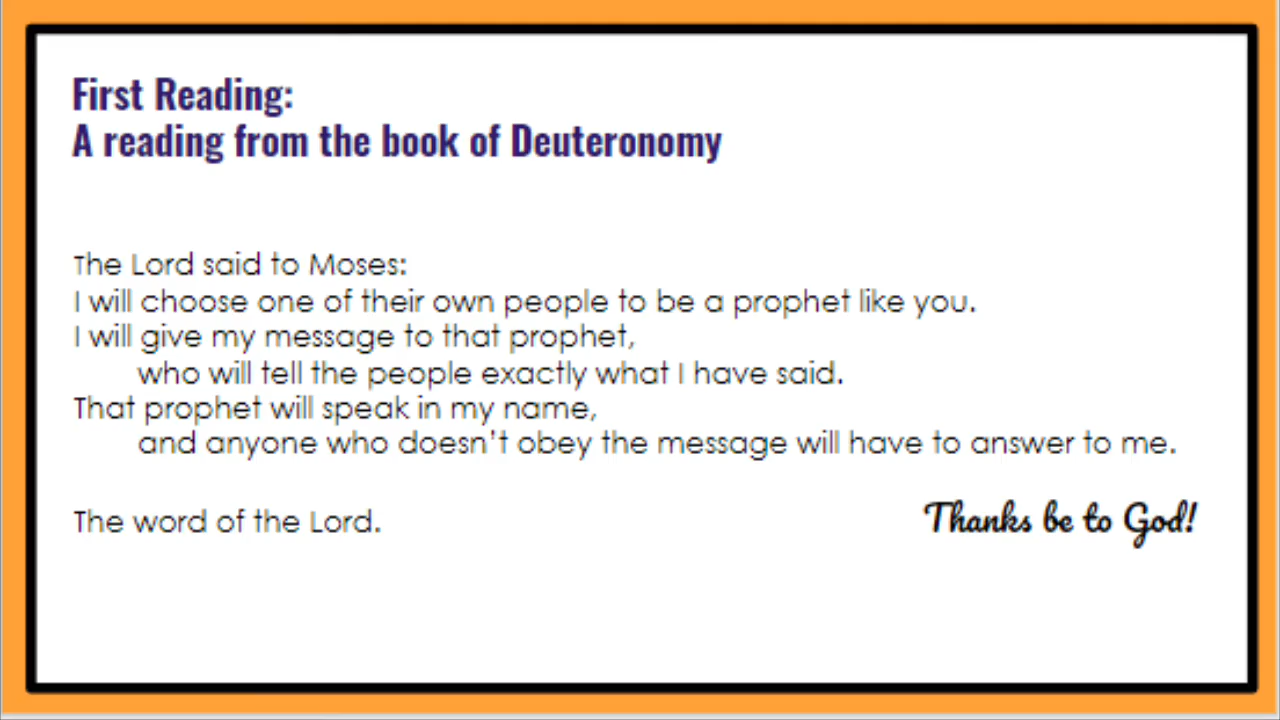 First Reading:
A reading from the book of Deuteronomy
The Lord said to Moses:
I will choose one of their own people to be a prophet like you.
I will give my message to that prophet,
who will tell the people exactly what I have said.
That prophet will speak in my name,
and anyone who doesn't obey the message will have to answer to me.
The word of the Lord. Thanks be to God!